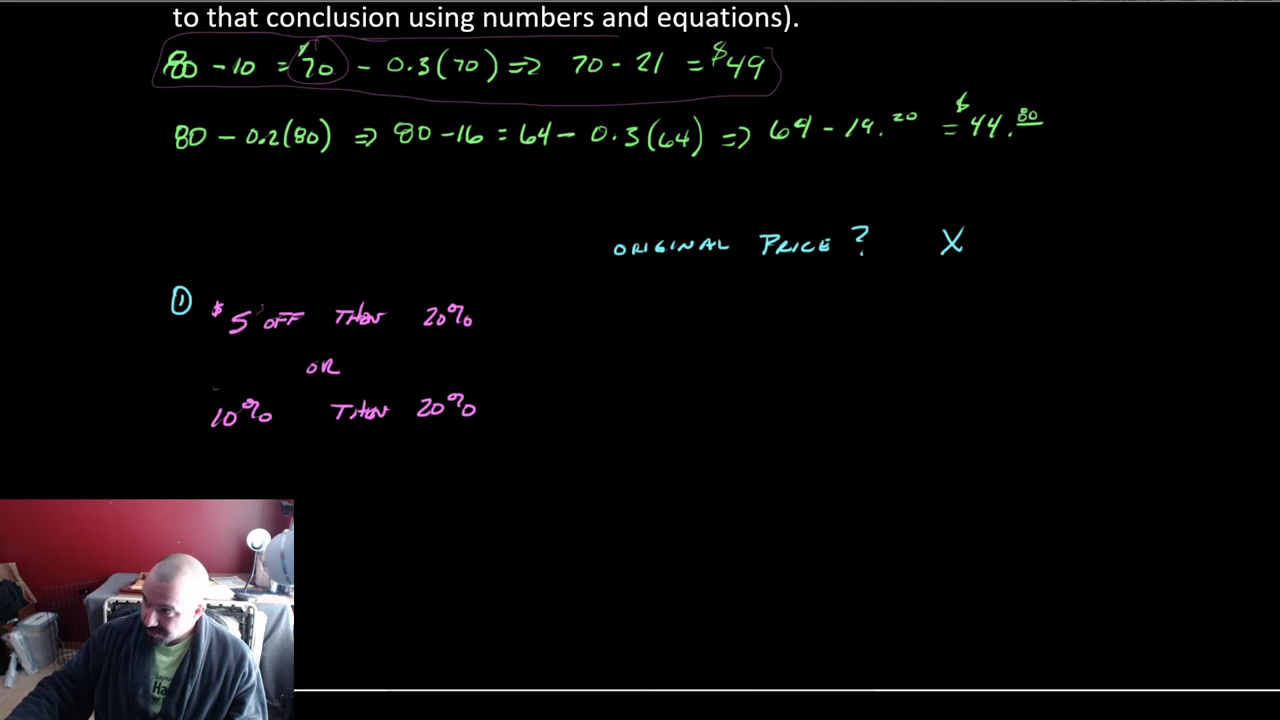 to that conclusion using numbers and equations).
80 - 10 = $70 - 0.3(70) => 70 - 21 = $49
80 - 0.2(80) => 80 - 16 = 64 - 0.3(64) => 64 - 19.20 = $44.80
ORIGINAL PRICE? X
① $5 OFF THEN 20%
OR
10% THEN 20%